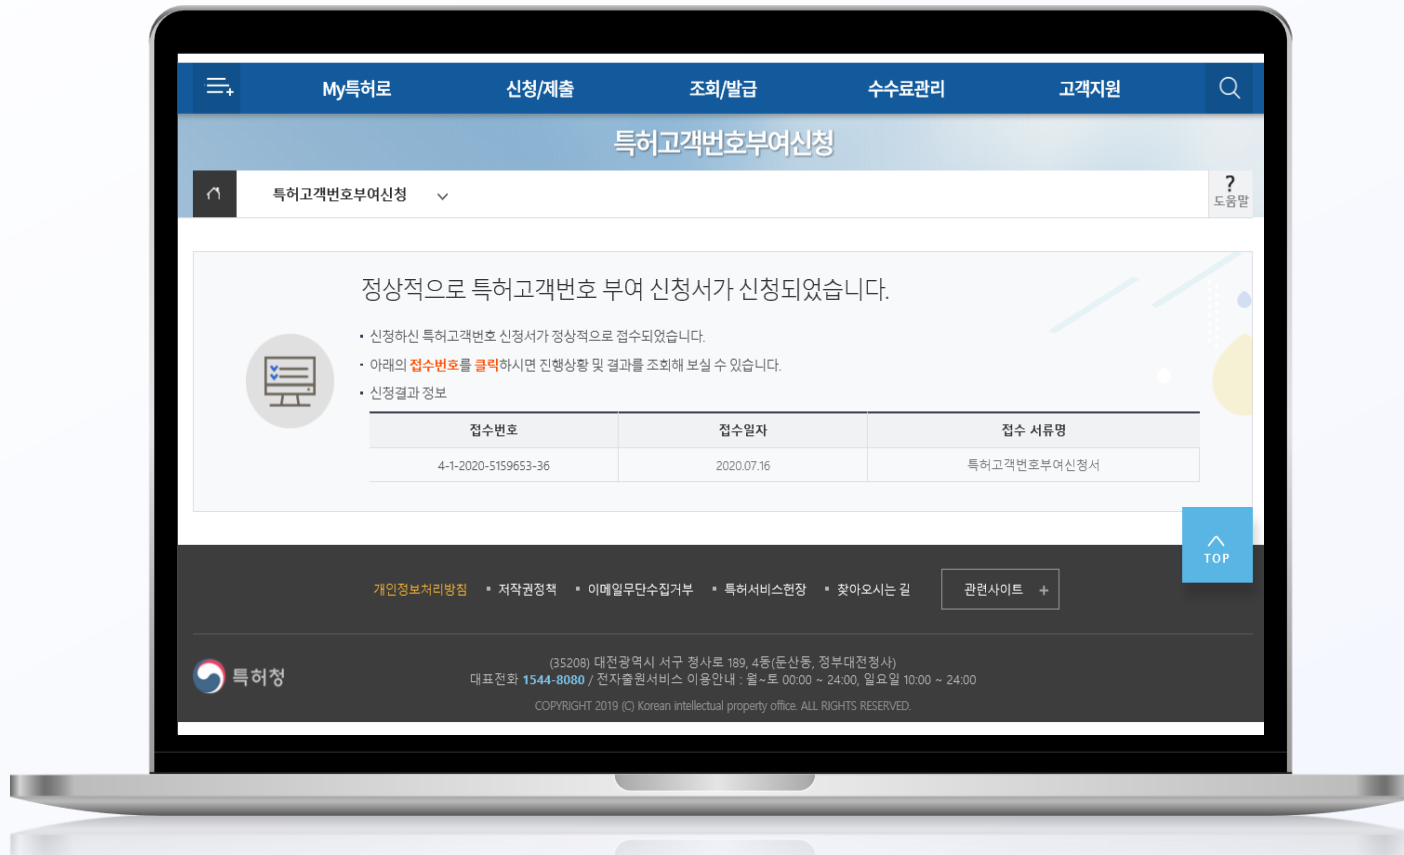 My특허로 신청/제출 조회/발급 수수료관리 고객지원
특허고객번호부여신청
특허고객번호부여신청
?
도움말
정상적으로 특허고객번호 부여 신청서가 신청되었습니다.
신청하신 특허고객번호 신청서가 정상적으로 접수되었습니다.
아래의 접수번호를 클릭하시면 진행상황 및 결과를 조회해 보실 수 있습니다.
신청결과 정보
접수번호 접수일자 접수 서류명
4-1-2020-5159653-36 2020.07.16 특허고객번호부여신청서
TOP
개인정보처리방침 ▪ 저작권정책 ▪ 이메일무단수집거부 ▪ 특허서비스헌장 ▪ 찾아오시는 길 관련사이트 +
특허청
(35208) 대전광역시 서구 청사로 189, 4동(둔산동, 정부대전청사)
대표전화 1544-8080 / 전자출원서비스 이용안내 : 월~토 00:00 ~ 24:00, 일요일 10:00 ~ 24:00
COPYRIGHT 2019 (C) Korean intellectual property office. ALL RIGHTS RESERVED.